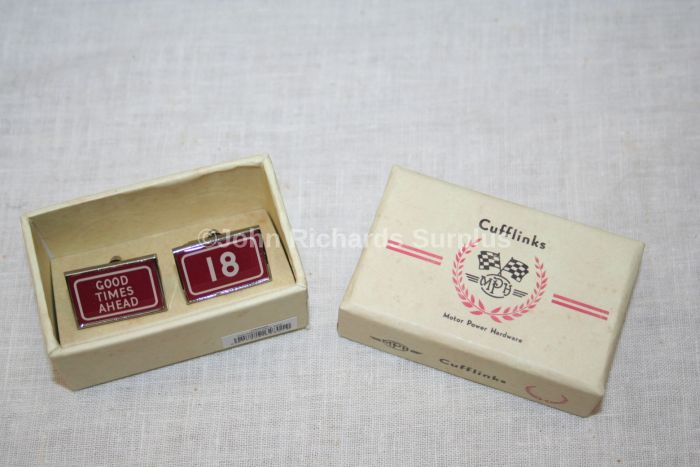 ©John Richards Surplus
GOOD
TIMES
AHEAD
18
Cufflinks
MPH
Motor Power Hardware
MPH
Cufflinks